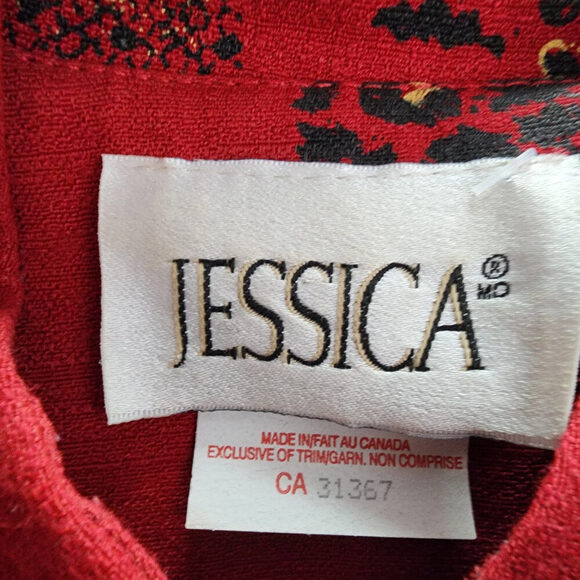 JESSICA®
MD
MADE IN/FAIT AU CANADA
EXCLUSIVE OF TRIM/GARN. NON COMPRISE
CA 31367